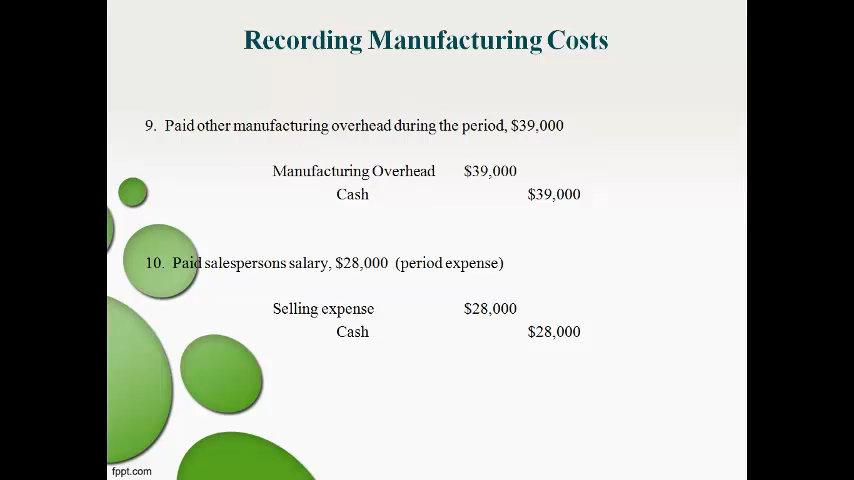 Recording Manufacturing Costs
9. Paid other manufacturing overhead during the period, $39,000
Manufacturing Overhead $39,000
Cash $39,000
10. Paid salespersons salary, $28,000 (period expense)
Selling expense $28,000
Cash $28,000
fppt.com